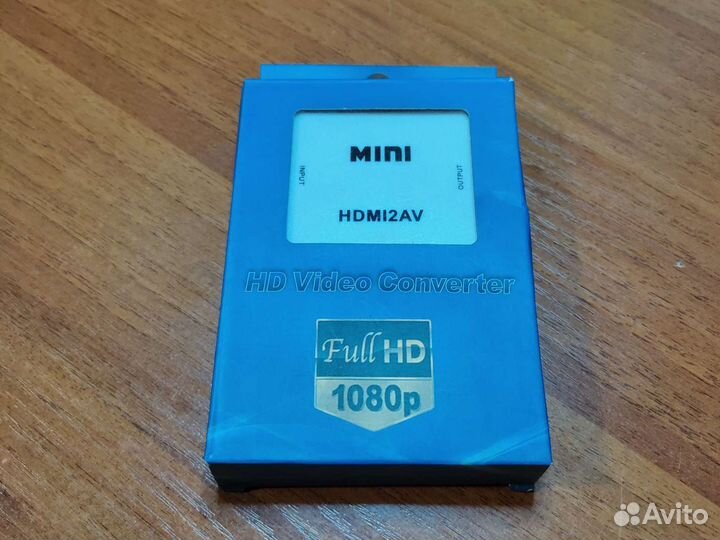 MINI
INPUT
OUTPUT
HDMI2AV
HD Video Converter
Full HD
1080p
Avito